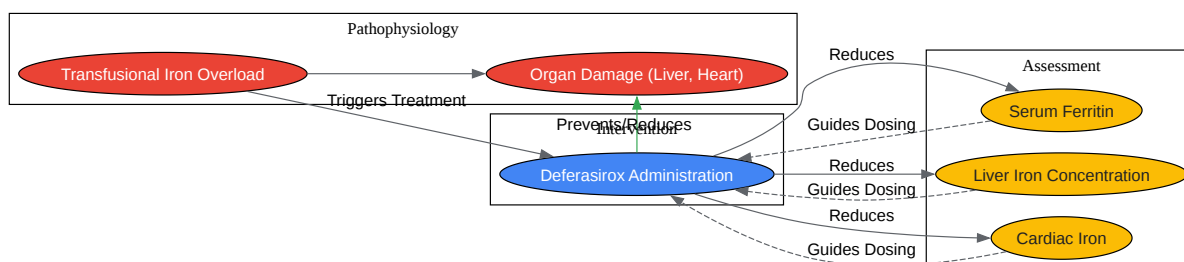 Pathophysiology
Transfusional Iron Overload
Organ Damage (Liver, Heart)
Triggers Treatment
Prevents/Reduces
Intervention
Deferasirox Administration
Reduces
Guides Dosing
Reduces
Guides Dosing
Reduces
Guides Dosing
Assessment
Serum Ferritin
Liver Iron Concentration
Cardiac Iron